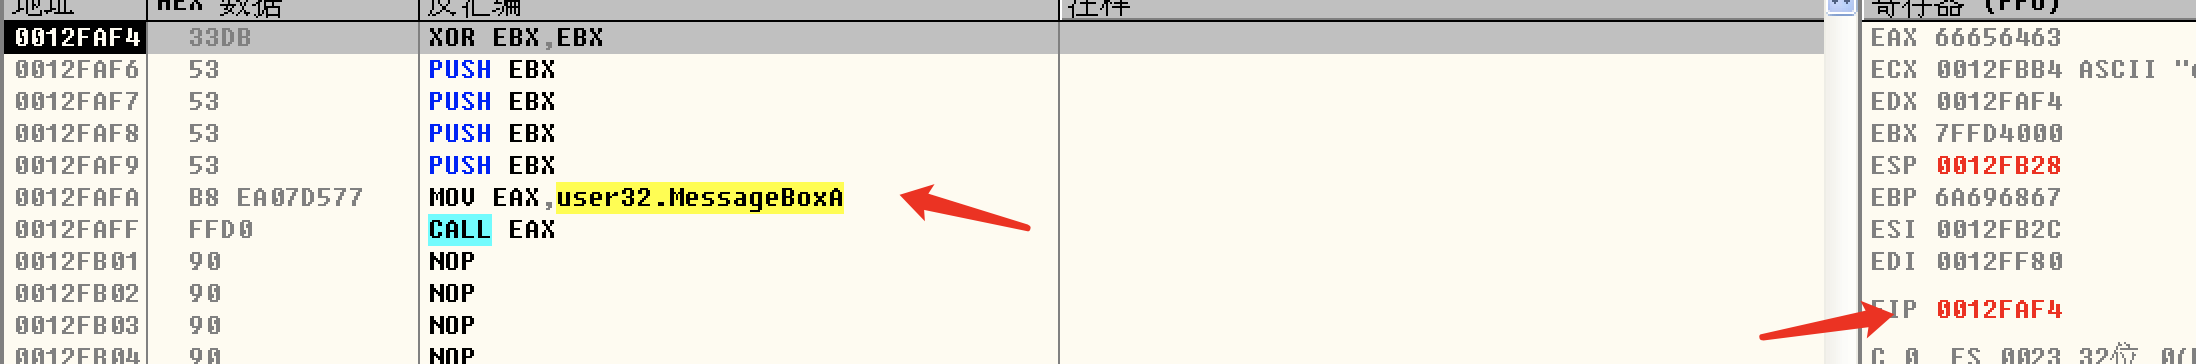 地址 HEX 数据 反汇编 注释 寄存器 (FPU)
0012FAF4 33DB XOR EBX,EBX EAX 66656463
0012FAF6 53 PUSH EBX ECX 0012FBB4 ASCII "
0012FAF7 53 PUSH EBX EDX 0012FAF4
0012FAF8 53 PUSH EBX EBX 7FFD4000
0012FAF9 53 PUSH EBX ESP 0012FB28
0012FAFA B8 EA07D577 MOV EAX,user32.MessageBoxA EBP 6A696867
0012FAFF FFD0 CALL EAX ESI 0012FB2C
0012FB01 90 NOP EDI 0012FF80
0012FB02 90 NOP
0012FB03 90 NOP EIP 0012FAF4
0012FB04 90 NOP C 0 ES 0023 32位 0(